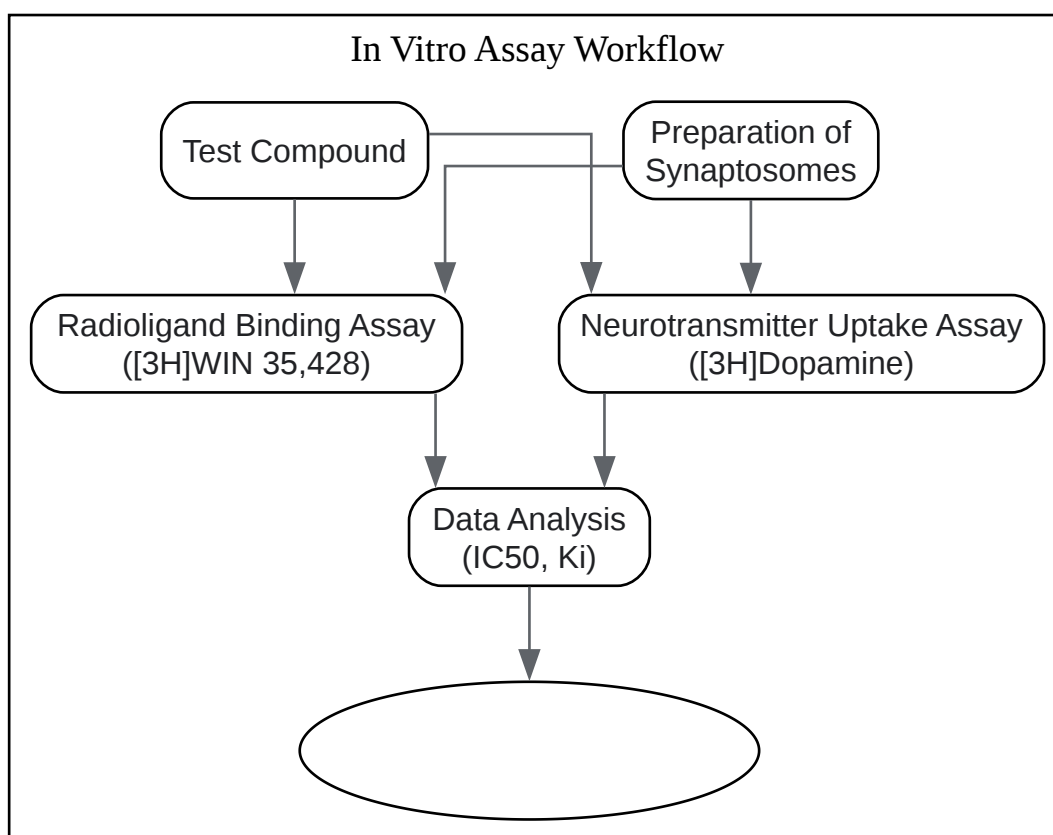 In Vitro Assay Workflow
Test Compound
Preparation of
Synaptosomes
Radioligand Binding Assay
([3H]WIN 35,428)
Neurotransmitter Uptake Assay
([3H]Dopamine)
Data Analysis
(IC50, Ki)